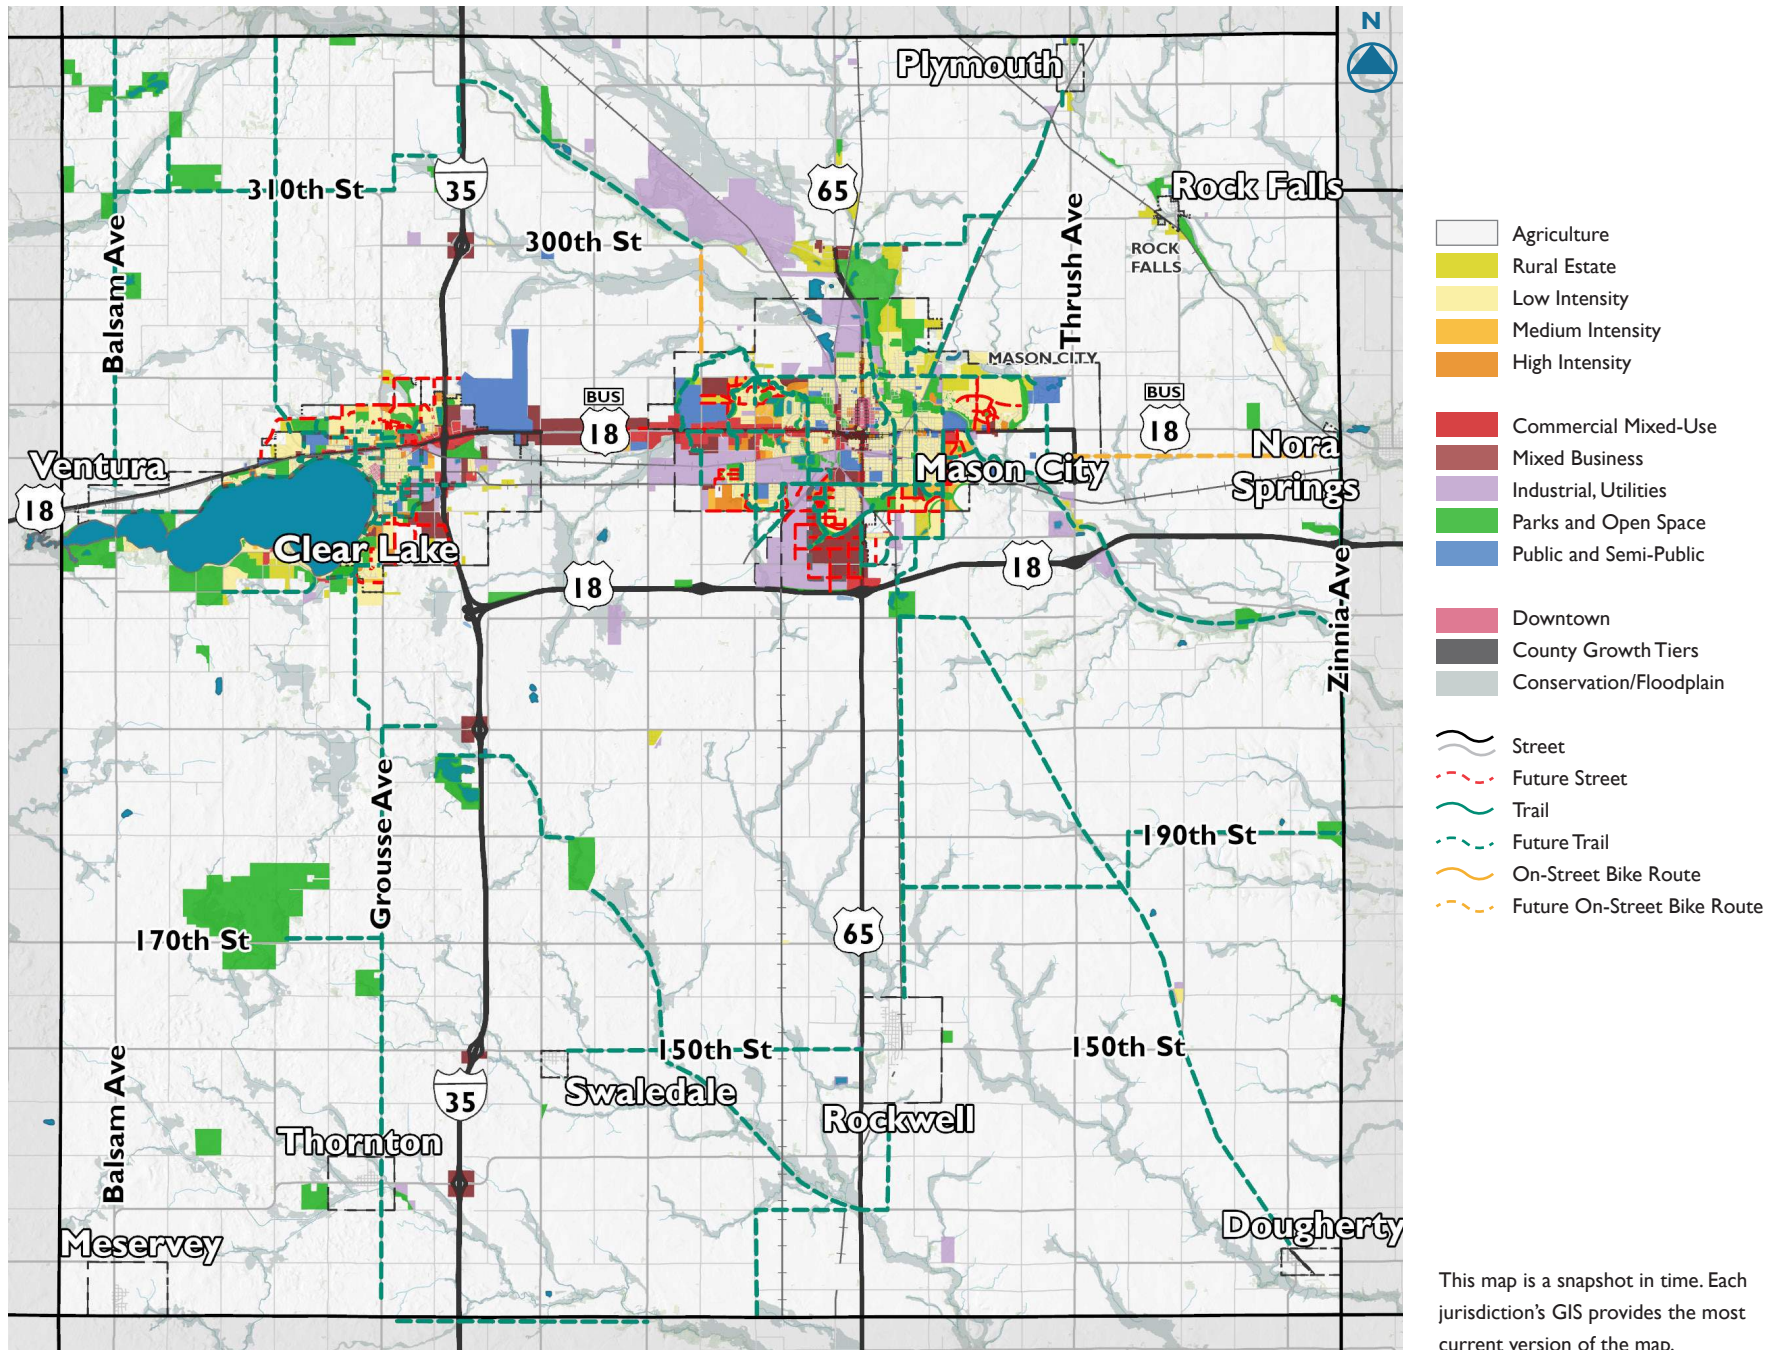 N
Plymouth
Rock Falls
310th St
35
65
300th St
Balsam Ave
Thrush Ave
ROCK
FALLS
MASON CITY
BUS
18
BUS
18
Ventura
18
Nora
Springs
Mason City
Clear Lake
18
18
Zinnia Ave
Grousse Ave
190th St
170th St
65
150th St
150th St
Swaledale
Balsam Ave
35
Rockwell
Thornton
Meservey
Dougherty
Agriculture
Rural Estate
Low Intensity
Medium Intensity
High Intensity
Commercial Mixed-Use
Mixed Business
Industrial, Utilities
Parks and Open Space
Public and Semi-Public
Downtown
County Growth Tiers
Conservation/Floodplain
Street
Future Street
Trail
Future Trail
On-Street Bike Route
Future On-Street Bike Route
This map is a snapshot in time. Each
jurisdiction's GIS provides the most
current version of the map.